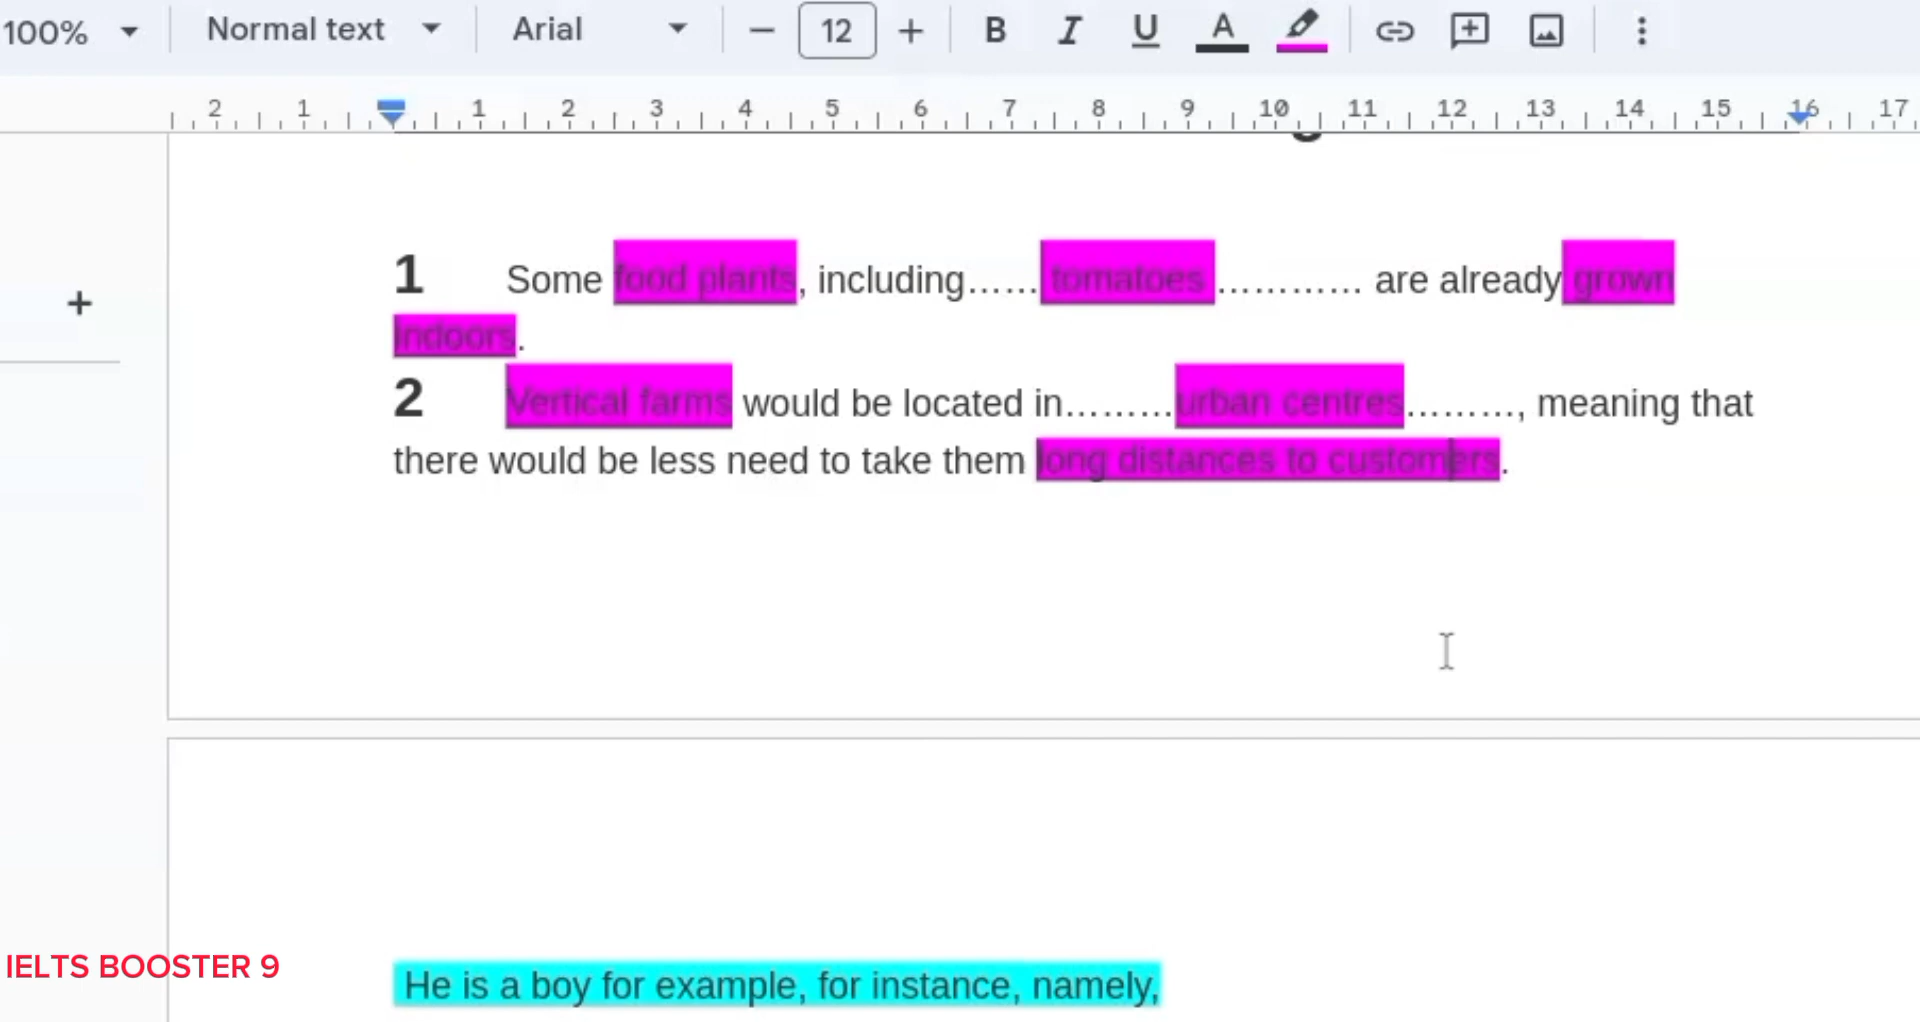 100% Normal text Arial − 12 + B I U A
2 1 1 2 3 4 5 6 7 8 9 10 11 12 13 14 15 16 17
1 Some food plants, including...... tomatoes ............ are already grown
indoors.
2 Vertical farms would be located in.........urban centres........., meaning that
there would be less need to take them long distances to customers.
+
IELTS BOOSTER 9
He is a boy for example, for instance, namely,